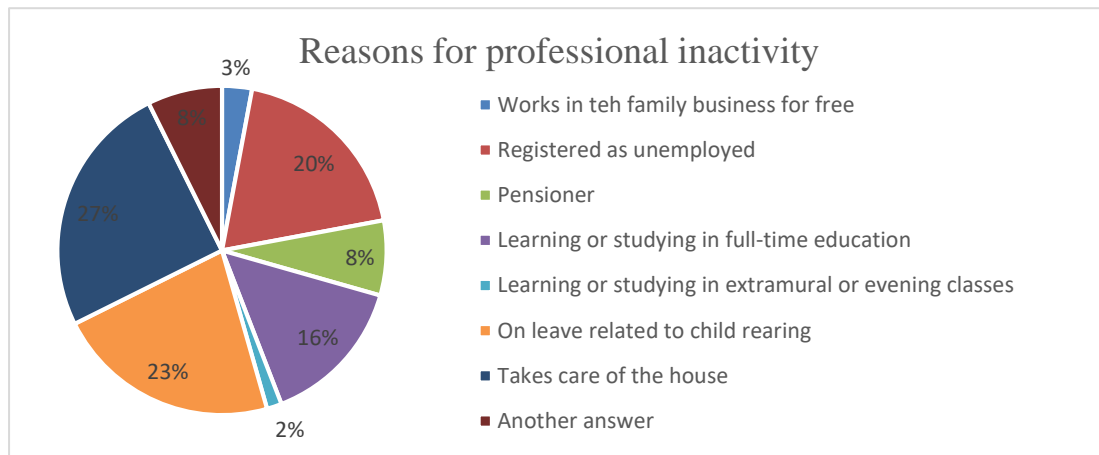 Reasons for professional inactivity
3%
20%
8%
16%
2%
23%
27%
8%
Works in teh family business for free
Registered as unemployed
Pensioner
Learning or studying in full-time education
Learning or studying in extramural or evening classes
On leave related to child rearing
Takes care of the house
Another answer